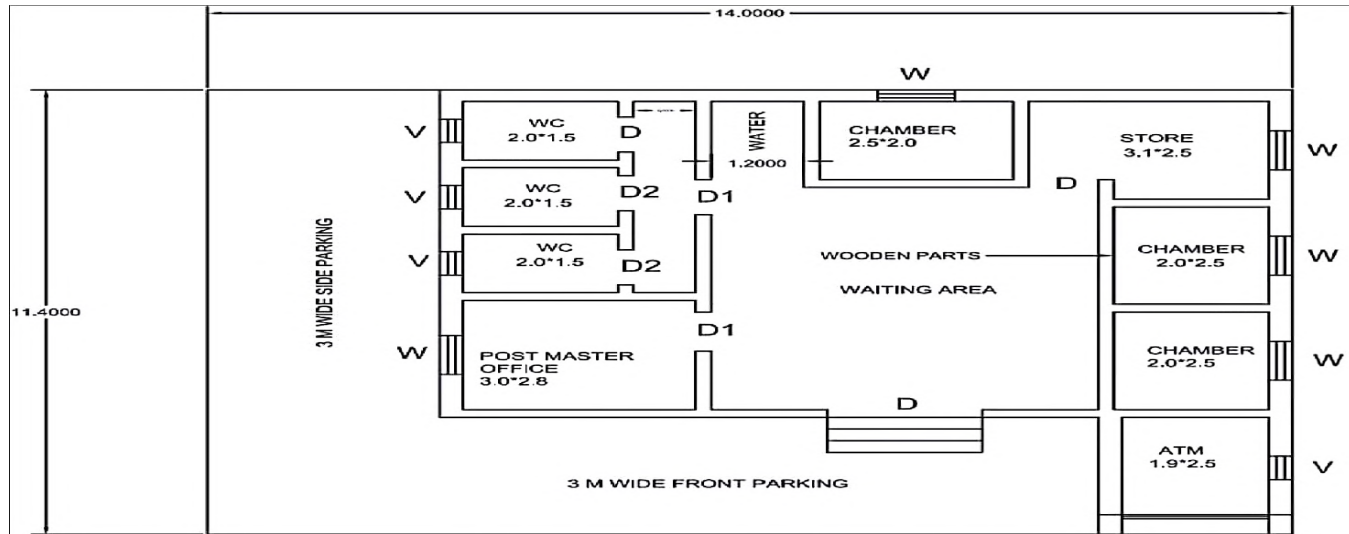 14.0000
W
WC
2.0*1.5
V
D
WATER
1.2000
CHAMBER
2.5*2.0
STORE
3.1*2.5
W
WC
2.0*1.5
V
D2
D1
D
WC
2.0*1.5
V
D2
WOODEN PARTS
WAITING AREA
CHAMBER
2.0*2.5
W
11.4000
3 M WIDE SIDE PARKING
W
POST MASTER
OFFICE
3.0*2.8
D1
CHAMBER
2.0*2.5
W
D
ATM
1.9*2.5
V
3 M WIDE FRONT PARKING